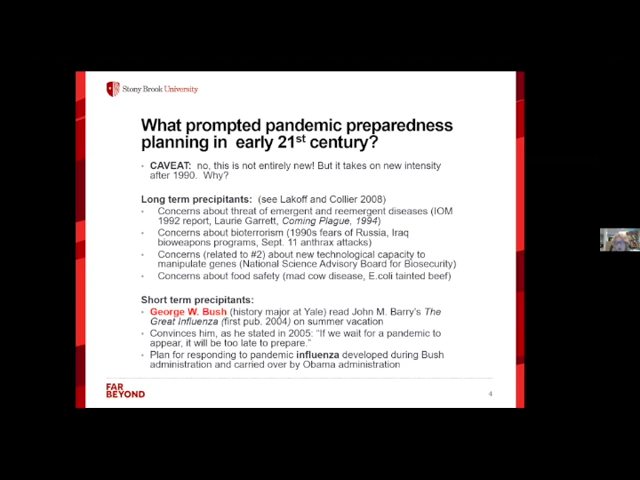 Stony Brook University
What prompted pandemic preparedness
planning in early 21st century?
• CAVEAT: no, this is not entirely new! But it takes on new intensity
after 1990. Why?
Long term precipitants: (see Lakoff and Collier 2008)
• Concerns about threat of emergent and reemergent diseases (IOM
1992 report, Laurie Garrett, Coming Plague, 1994)
• Concerns about bioterrorism (1990s fears of Russia, Iraq
bioweapons programs, Sept. 11 anthrax attacks)
• Concerns (related to #2) about new technological capacity to
manipulate genes (National Science Advisory Board for Biosecurity)
• Concerns about food safety (mad cow disease, E.coli tainted beef)
Short term precipitants:
• George W. Bush (history major at Yale) read John M. Barry's The
Great Influenza (first pub. 2004) on summer vacation
• Convinces him, as he stated in 2005: “If we wait for a pandemic to
appear, it will be too late to prepare.”
• Plan for responding to pandemic influenza developed during Bush
administration and carried over by Obama administration
FAR
BEYOND
4